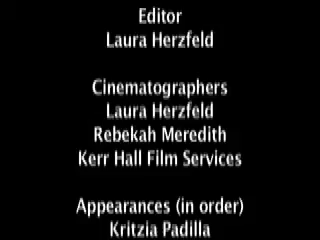 Editor
Laura Herzfeld
Cinematographers
Laura Herzfeld
Rebekah Meredith
Kerr Hall Film Services
Appearances (in order)
Kritzia Padilla